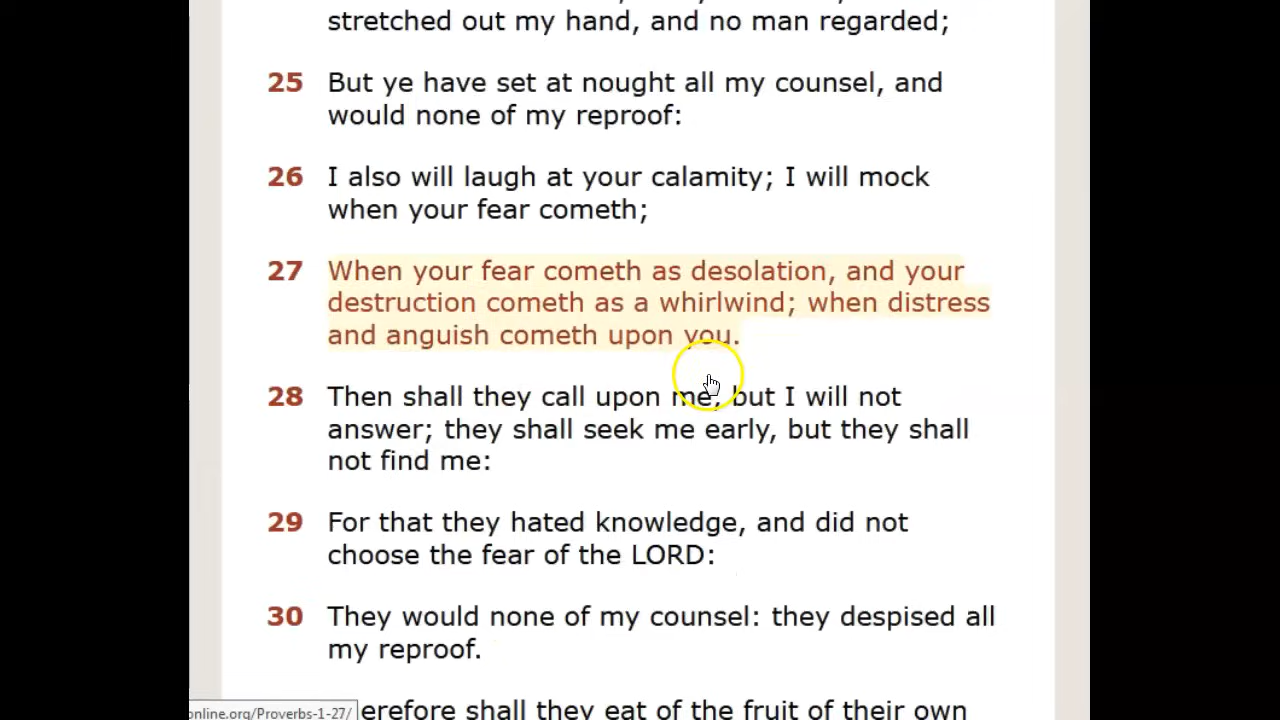 stretched out my hand, and no man regarded;
25 But ye have set at nought all my counsel, and
would none of my reproof:
26 I also will laugh at your calamity; I will mock
when your fear cometh;
27 When your fear cometh as desolation, and your
destruction cometh as a whirlwind; when distress
and anguish cometh upon you.
28 Then shall they call upon me, but I will not
answer; they shall seek me early, but they shall
not find me:
29 For that they hated knowledge, and did not
choose the fear of the LORD:
30 They would none of my counsel: they despised all
my reproof.
erefore shall they eat of the fruit of their own
online.org/Proverbs-1-27/